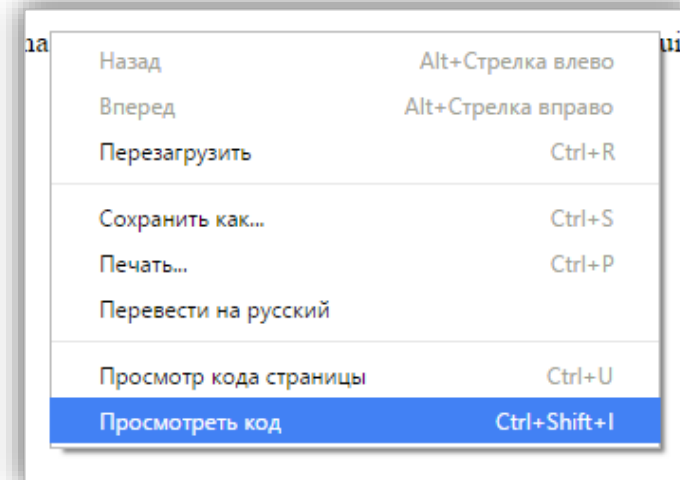 Назад Alt+Стрелка влево
Вперед Alt+Стрелка вправо
Перезагрузить Ctrl+R
Сохранить как... Ctrl+S
Печать... Ctrl+P
Перевести на русский
Просмотр кода страницы Ctrl+U
Просмотреть код Ctrl+Shift+I